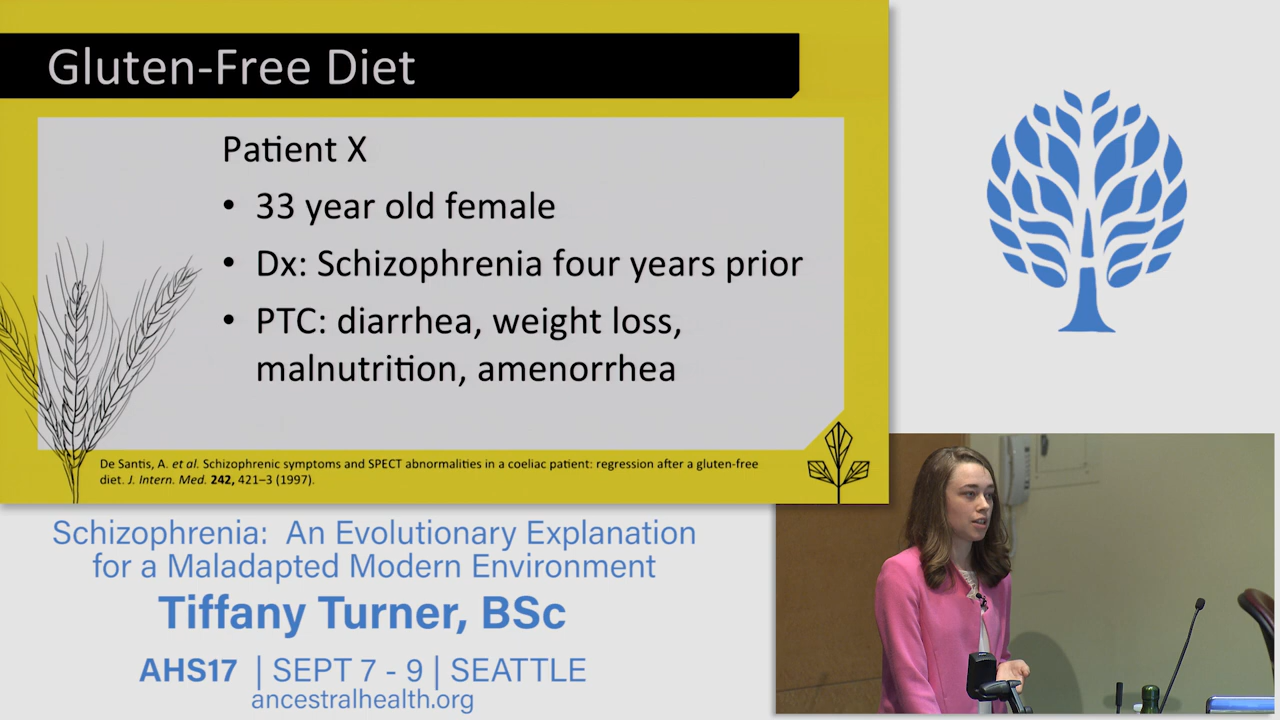 Gluten-Free Diet
Patient X
• 33 year old female
• Dx: Schizophrenia four years prior
• PTC: diarrhea, weight loss,
malnutrition, amenorrhea
De Santis, A. et al. Schizophrenic symptoms and SPECT abnormalities in a coeliac patient: regression after a gluten-free
diet. J. Intern. Med. 242, 421–3 (1997).
Schizophrenia: An Evolutionary Explanation
for a Maladapted Modern Environment
Tiffany Turner, BSc
AHS17 | SEPT 7 - 9 | SEATTLE
ancestralhealth.org